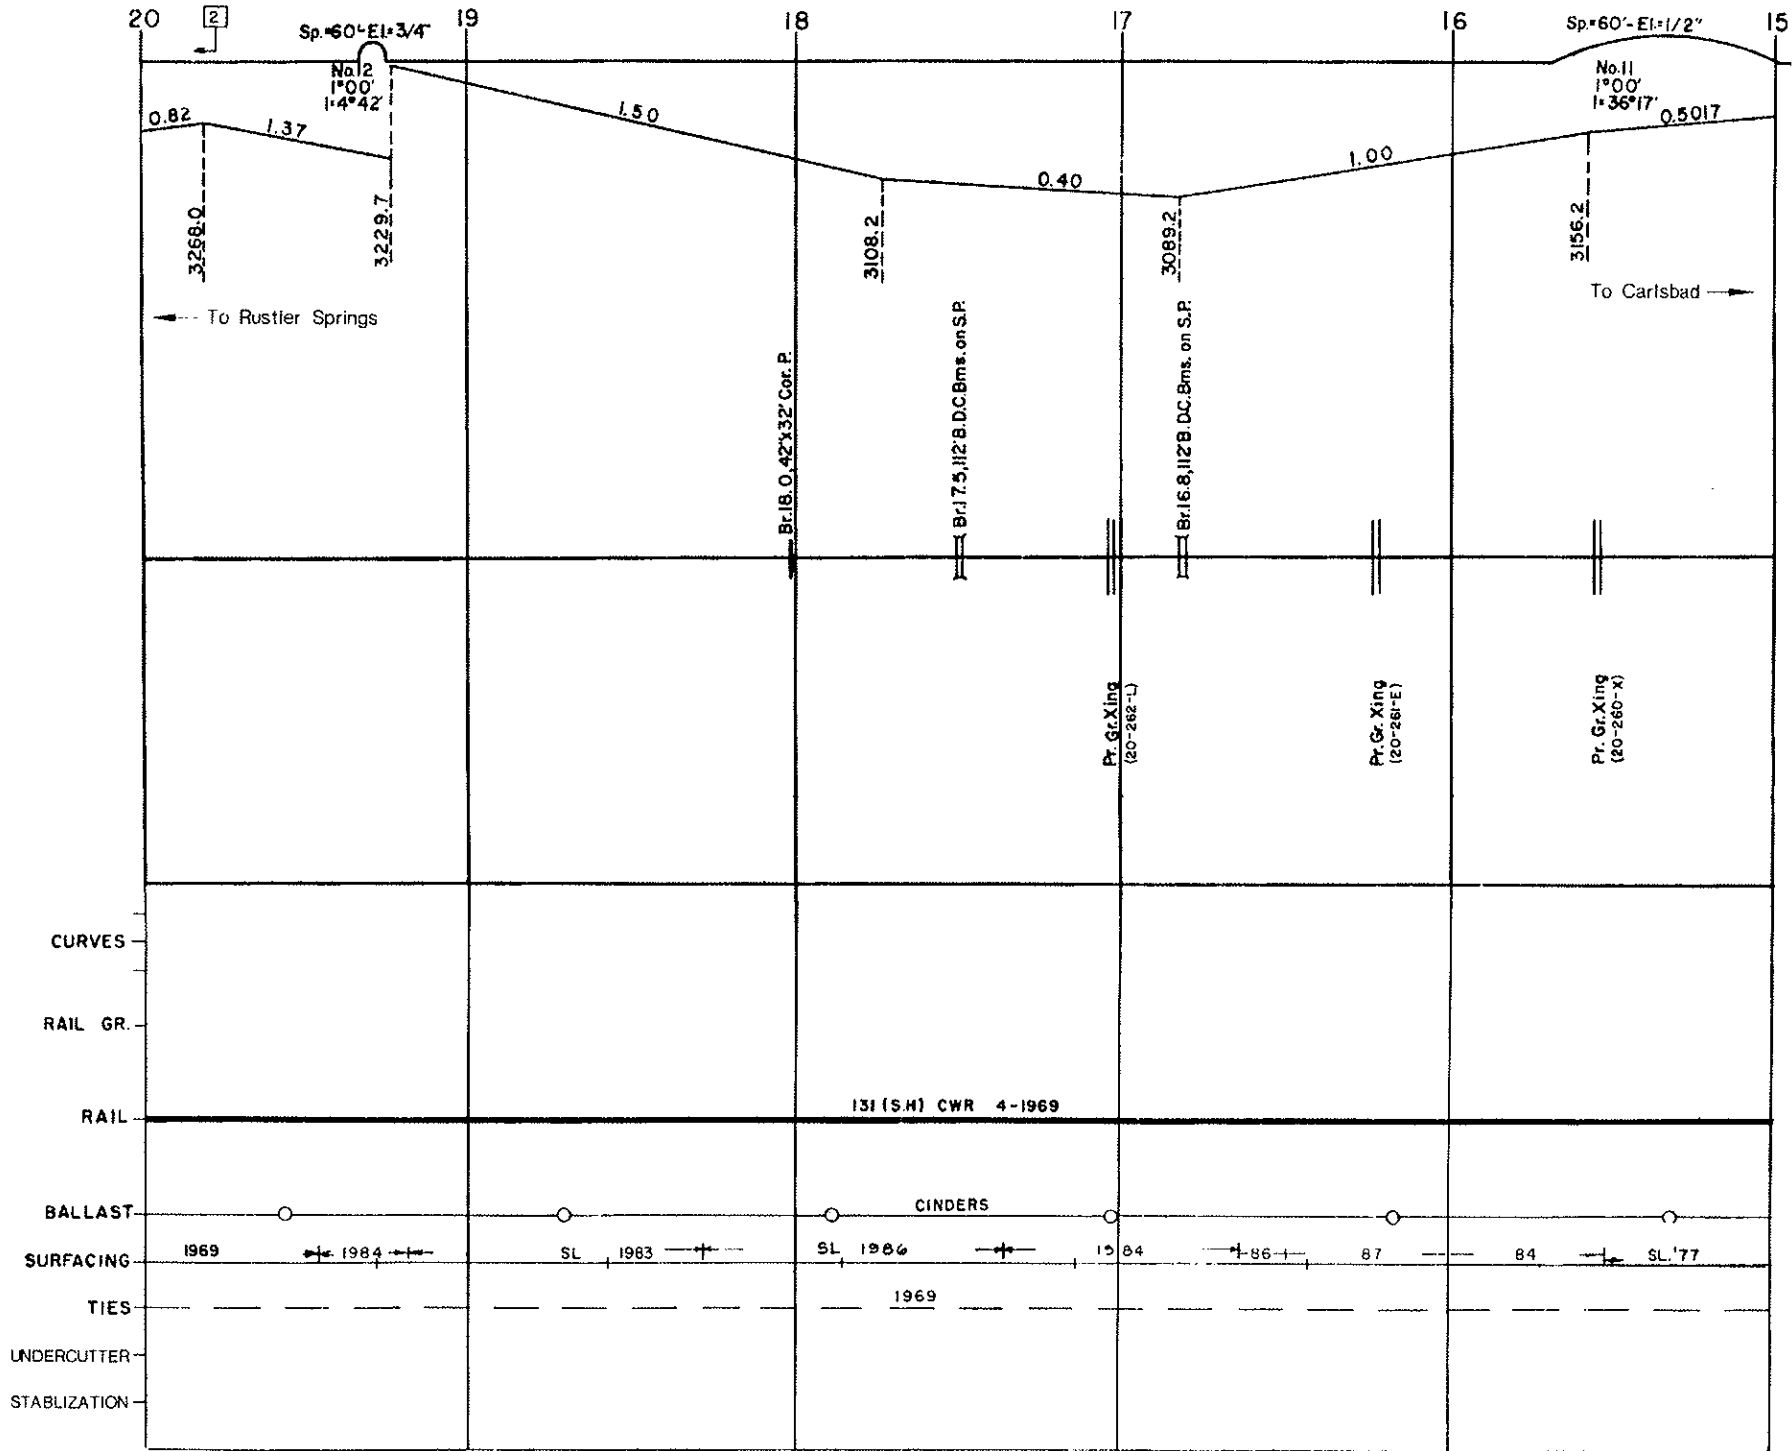 20 2 19 18 17 16 15
Sp.=60'-El.=3/4"
Sp.=60'-El.=1/2"
No.12
1°00'
I=4°42'
No.11
1°00'
I=36°17'
0.82
1.37
1.50
0.40
1.00
0.5017
3268.0
3229.7
3108.2
3089.2
3156.2
To Rustler Springs
To Carlsbad
Br.18.0,42"x32' Cor. P.
Br.17.5,112'B.D.C.Bms.on S.P.
Br.16.8,112'B.D.C.Bms. on S.P.
Pr. Gr.Xing
(20-262-L)
Pr.Gr. Xing
(20-261-E)
Pr. Gr.Xing
(20-260-X)
CURVES
RAIL GR.
RAIL
131 (S.H) CWR 4-1969
BALLAST
CINDERS
SURFACING
1969 1984 SL 1983 SL 1986 1984 86 87 84 SL.'77
TIES
1969
UNDERCUTTER
STABLIZATION